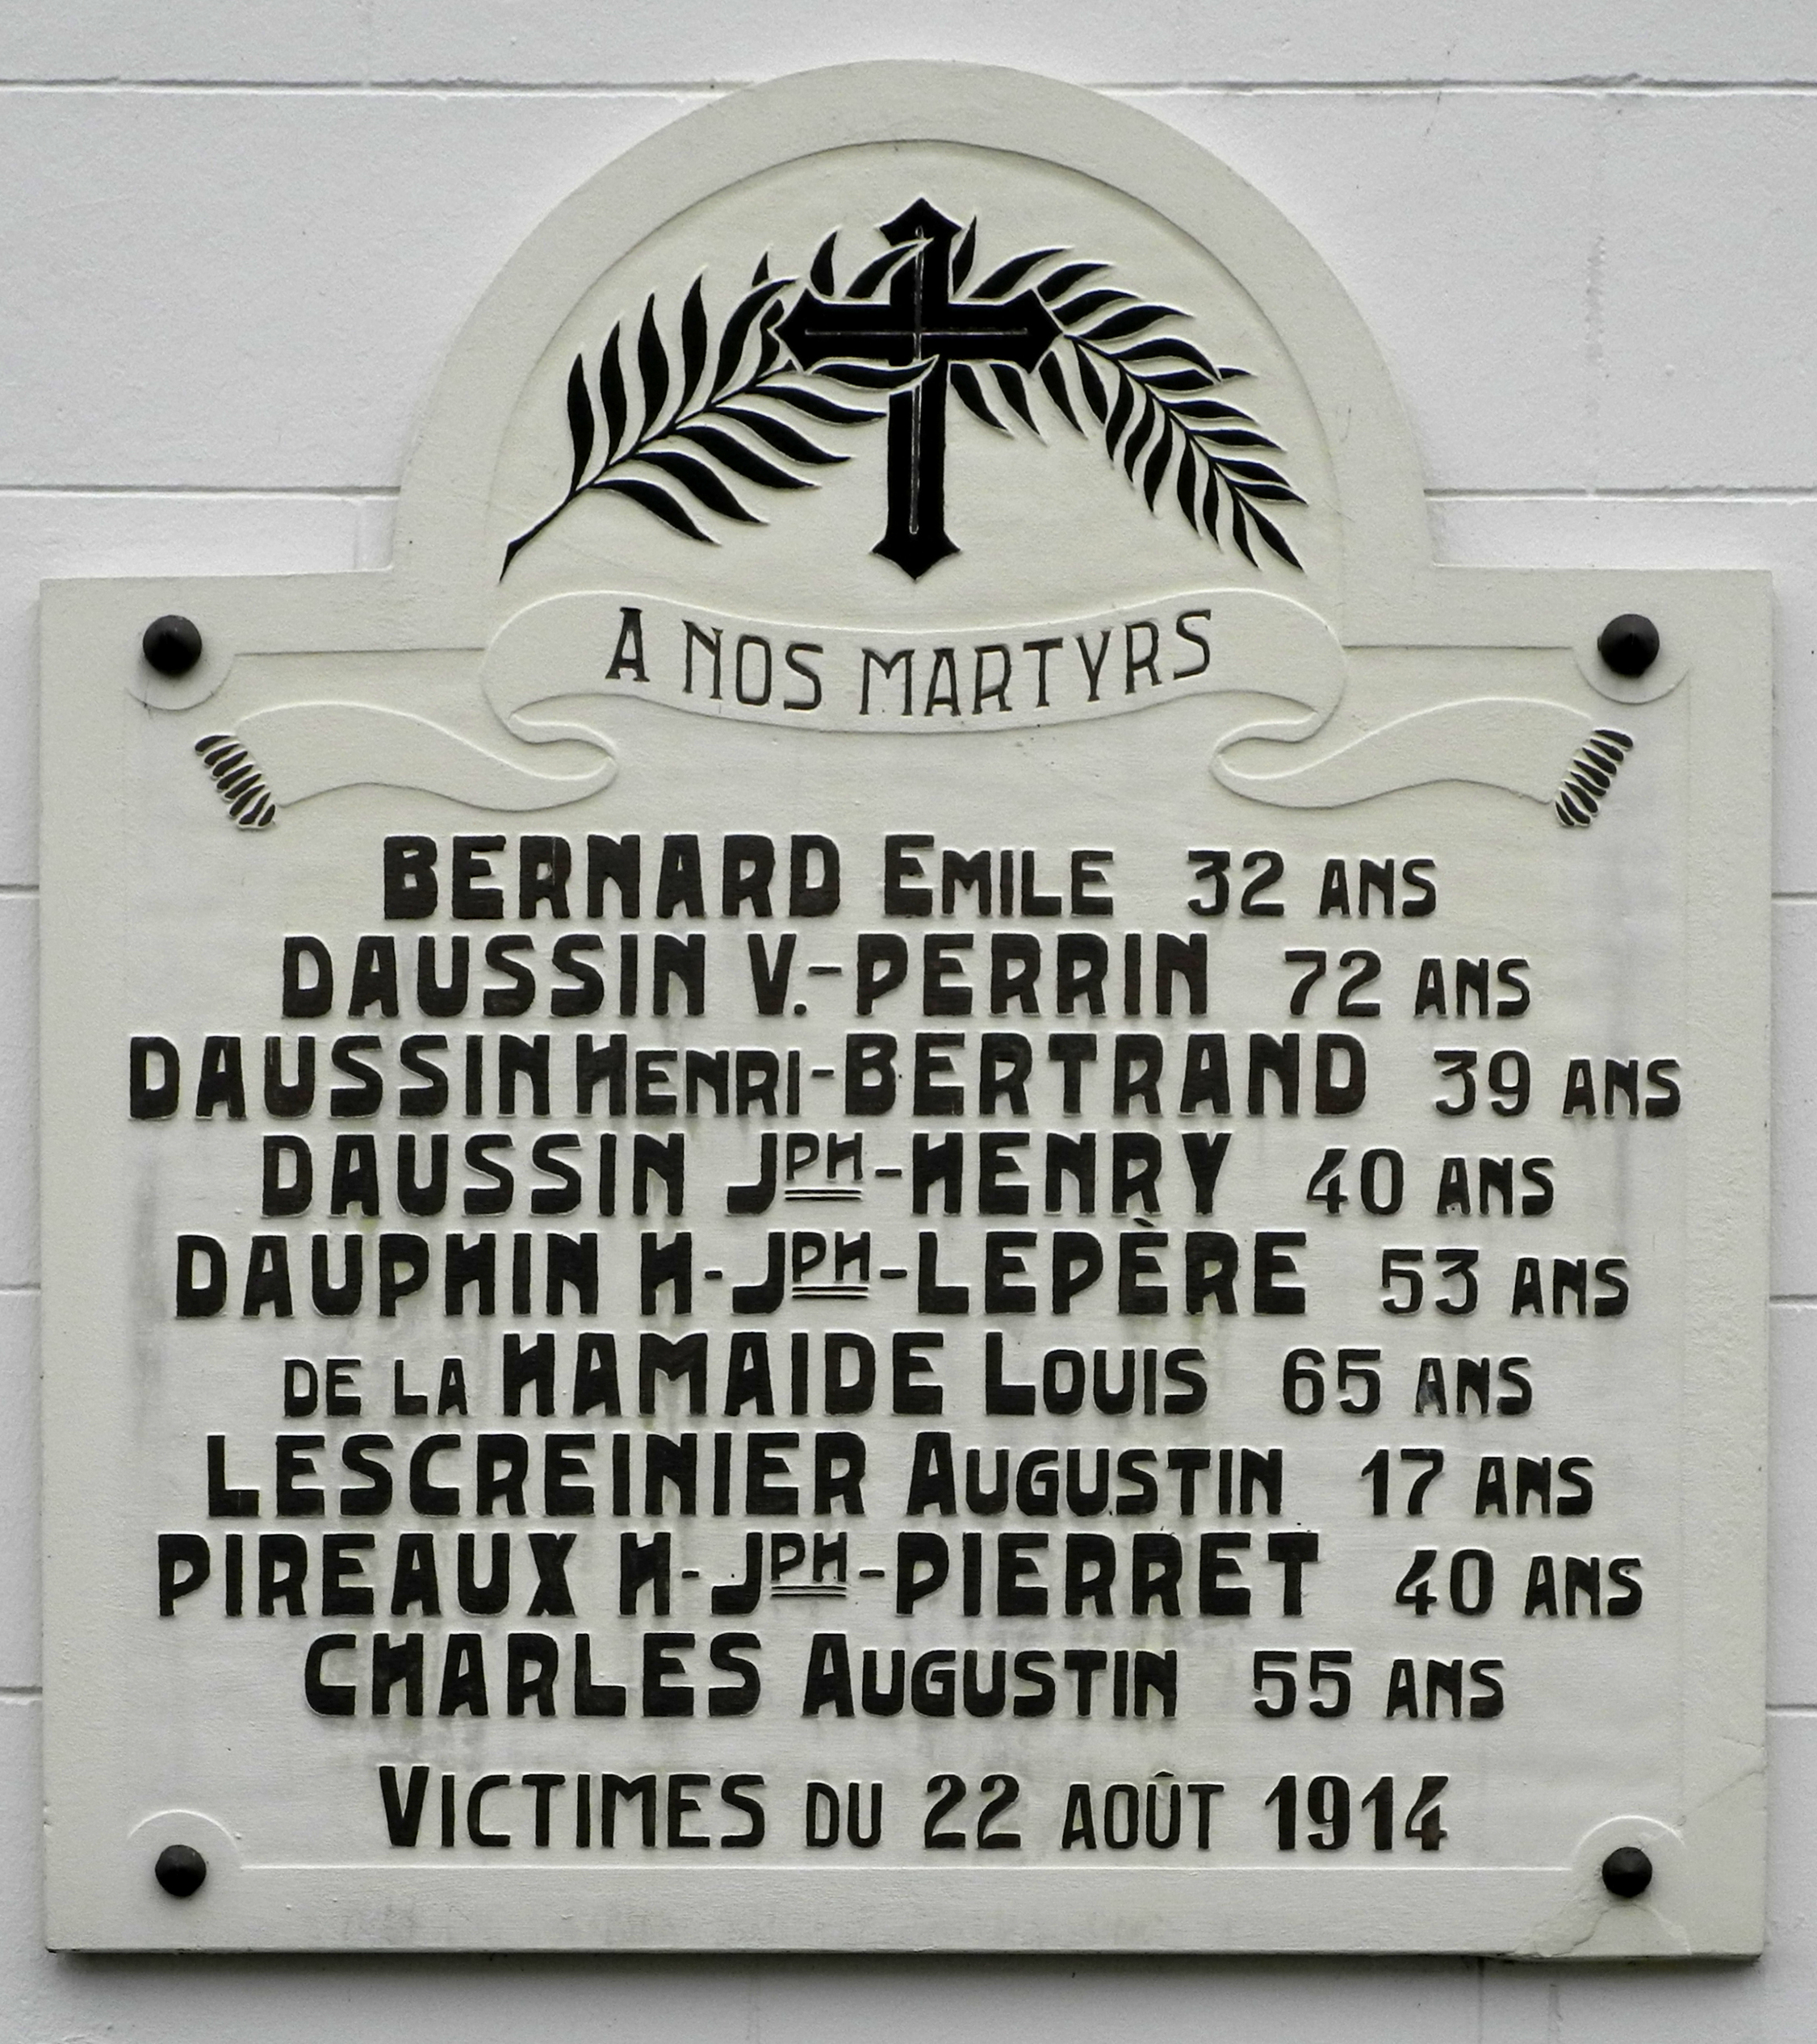 A NOS MARTYRS
BERNARD EMILE 32 ANS
DAUSSIN V.-PERRIN 72 ANS
DAUSSIN HENRI-BERTRAND 39 ANS
DAUSSIN JPH-HENRY 40 ANS
DAUPHIN H-JPH-LEPÈRE 53 ANS
DE LA HAMAIDE LOUIS 65 ANS
LESCREINIER AUGUSTIN 17 ANS
PIREAUX H-JPH-PIERRET 40 ANS
CHARLES AUGUSTIN 55 ANS
VICTIMES DU 22 AOÛT 1914